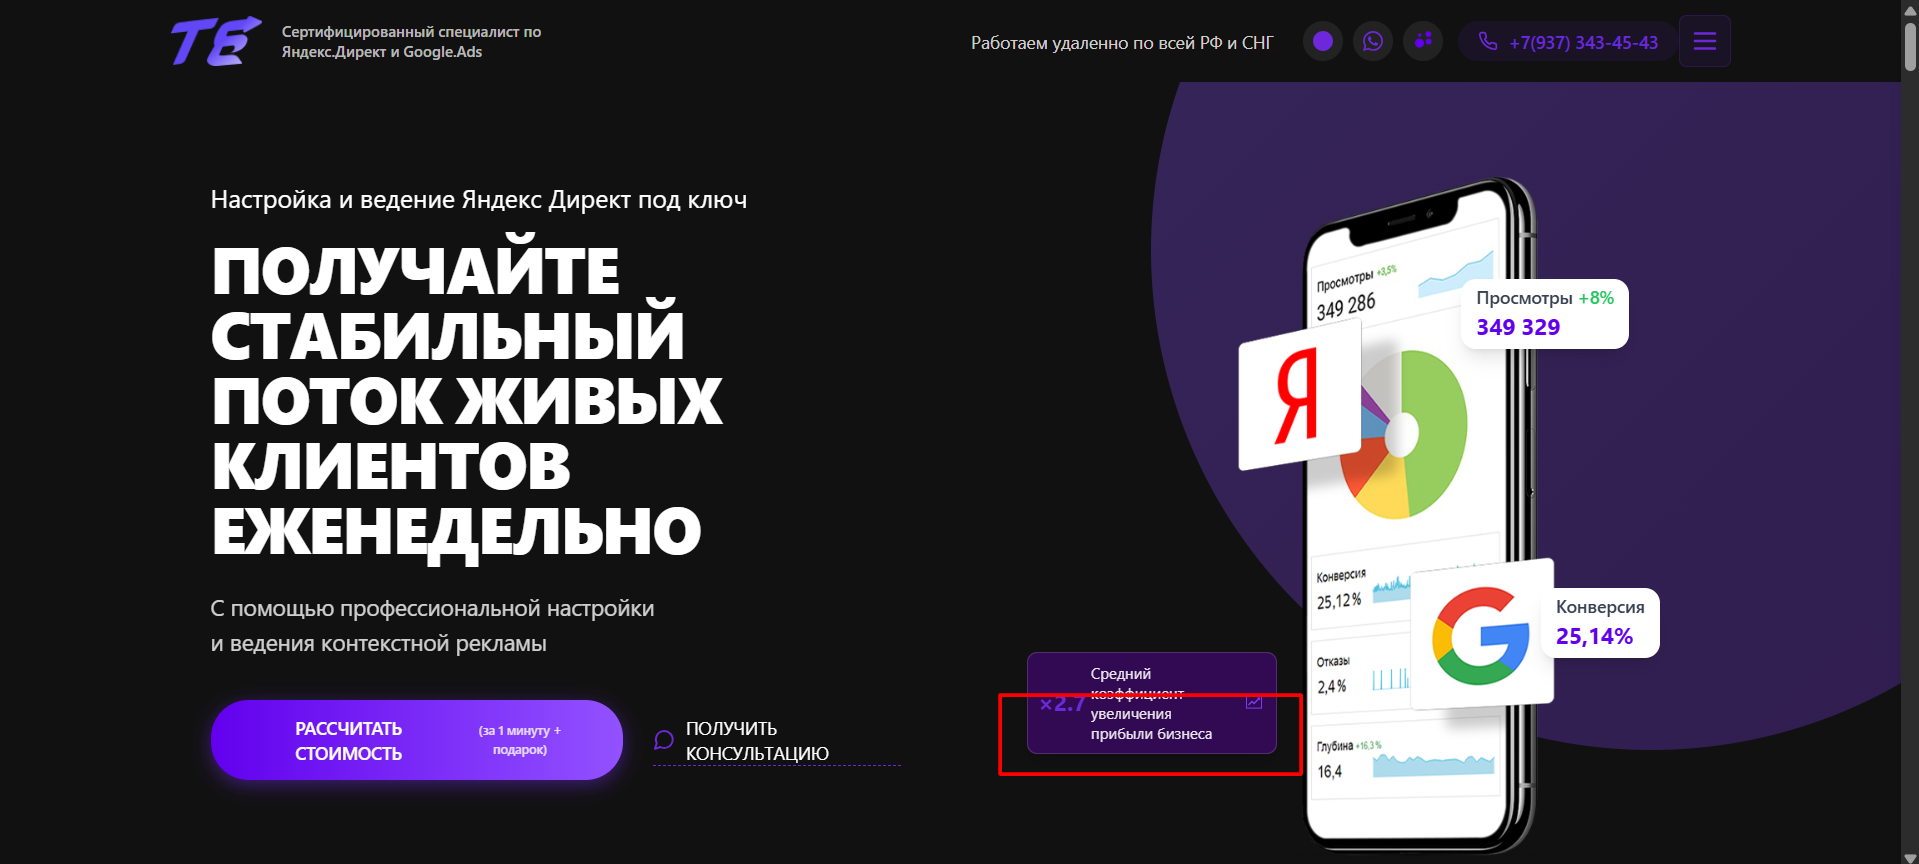 ТЕ
Сертифицированный специалист по
Яндекс.Директ и Google.Ads
Работаем удаленно по всей РФ и СНГ
+7(937) 343-45-43
Настройка и ведение Яндекс Директ под ключ
ПОЛУЧАЙТЕ
СТАБИЛЬНЫЙ
ПОТОК ЖИВЫХ
КЛИЕНТОВ
ЕЖЕНЕДЕЛЬНО
С помощью профессиональной настройки
и ведения контекстной рекламы
РАССЧИТАТЬ
СТОИМОСТЬ
(за 1 минуту +
подарок)
ПОЛУЧИТЬ
КОНСУЛЬТАЦИЮ
×2.7
Средний
коэффициент
увеличения
прибыли бизнеса
Просмотры +3,5%
349 286
Просмотры +8%
349 329
Я
Конверсия
25,12%
G
Конверсия
25,14%
Отказы
2,4%
Глубина +16,3%
16,4